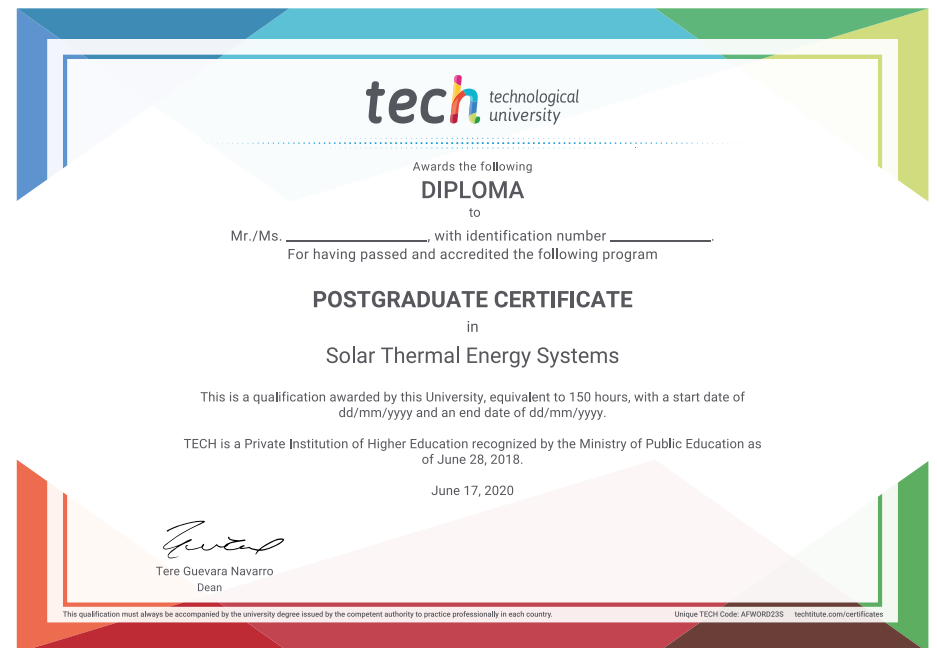 tech technological
university
Awards the following
DIPLOMA
to
Mr./Ms. ____________________, with identification number ______________.
For having passed and accredited the following program
POSTGRADUATE CERTIFICATE
in
Solar Thermal Energy Systems
This is a qualification awarded by this University, equivalent to 150 hours, with a start date of
dd/mm/yyyy and an end date of dd/mm/yyyy.
TECH is a Private Institution of Higher Education recognized by the Ministry of Public Education as
of June 28, 2018.
June 17, 2020
Tere Guevara Navarro
Dean
This qualification must always be accompanied by the university degree issued by the competent authority to practice professionally in each country.
Unique TECH Code: AFWORD23S techtitute.com/certificates